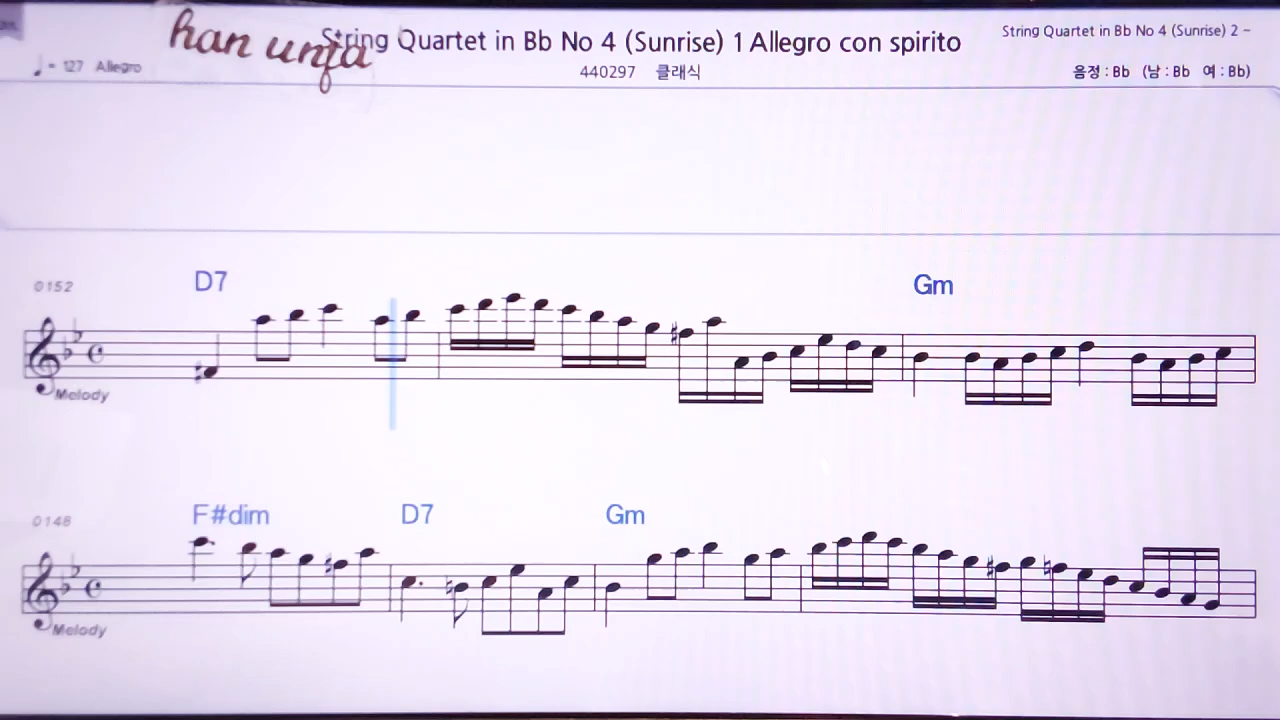 han unfa
String Quartet in Bb No 4 (Sunrise) 1 Allegro con spirito
String Quartet in Bb No 4 (Sunrise) 2 ~
♩ = 127 Allegro
440297 클래식
음정 : Bb (남 : Bb 여 : Bb)
0152 D7 Gm
Melody
0148 F#dim D7 Gm
Melody